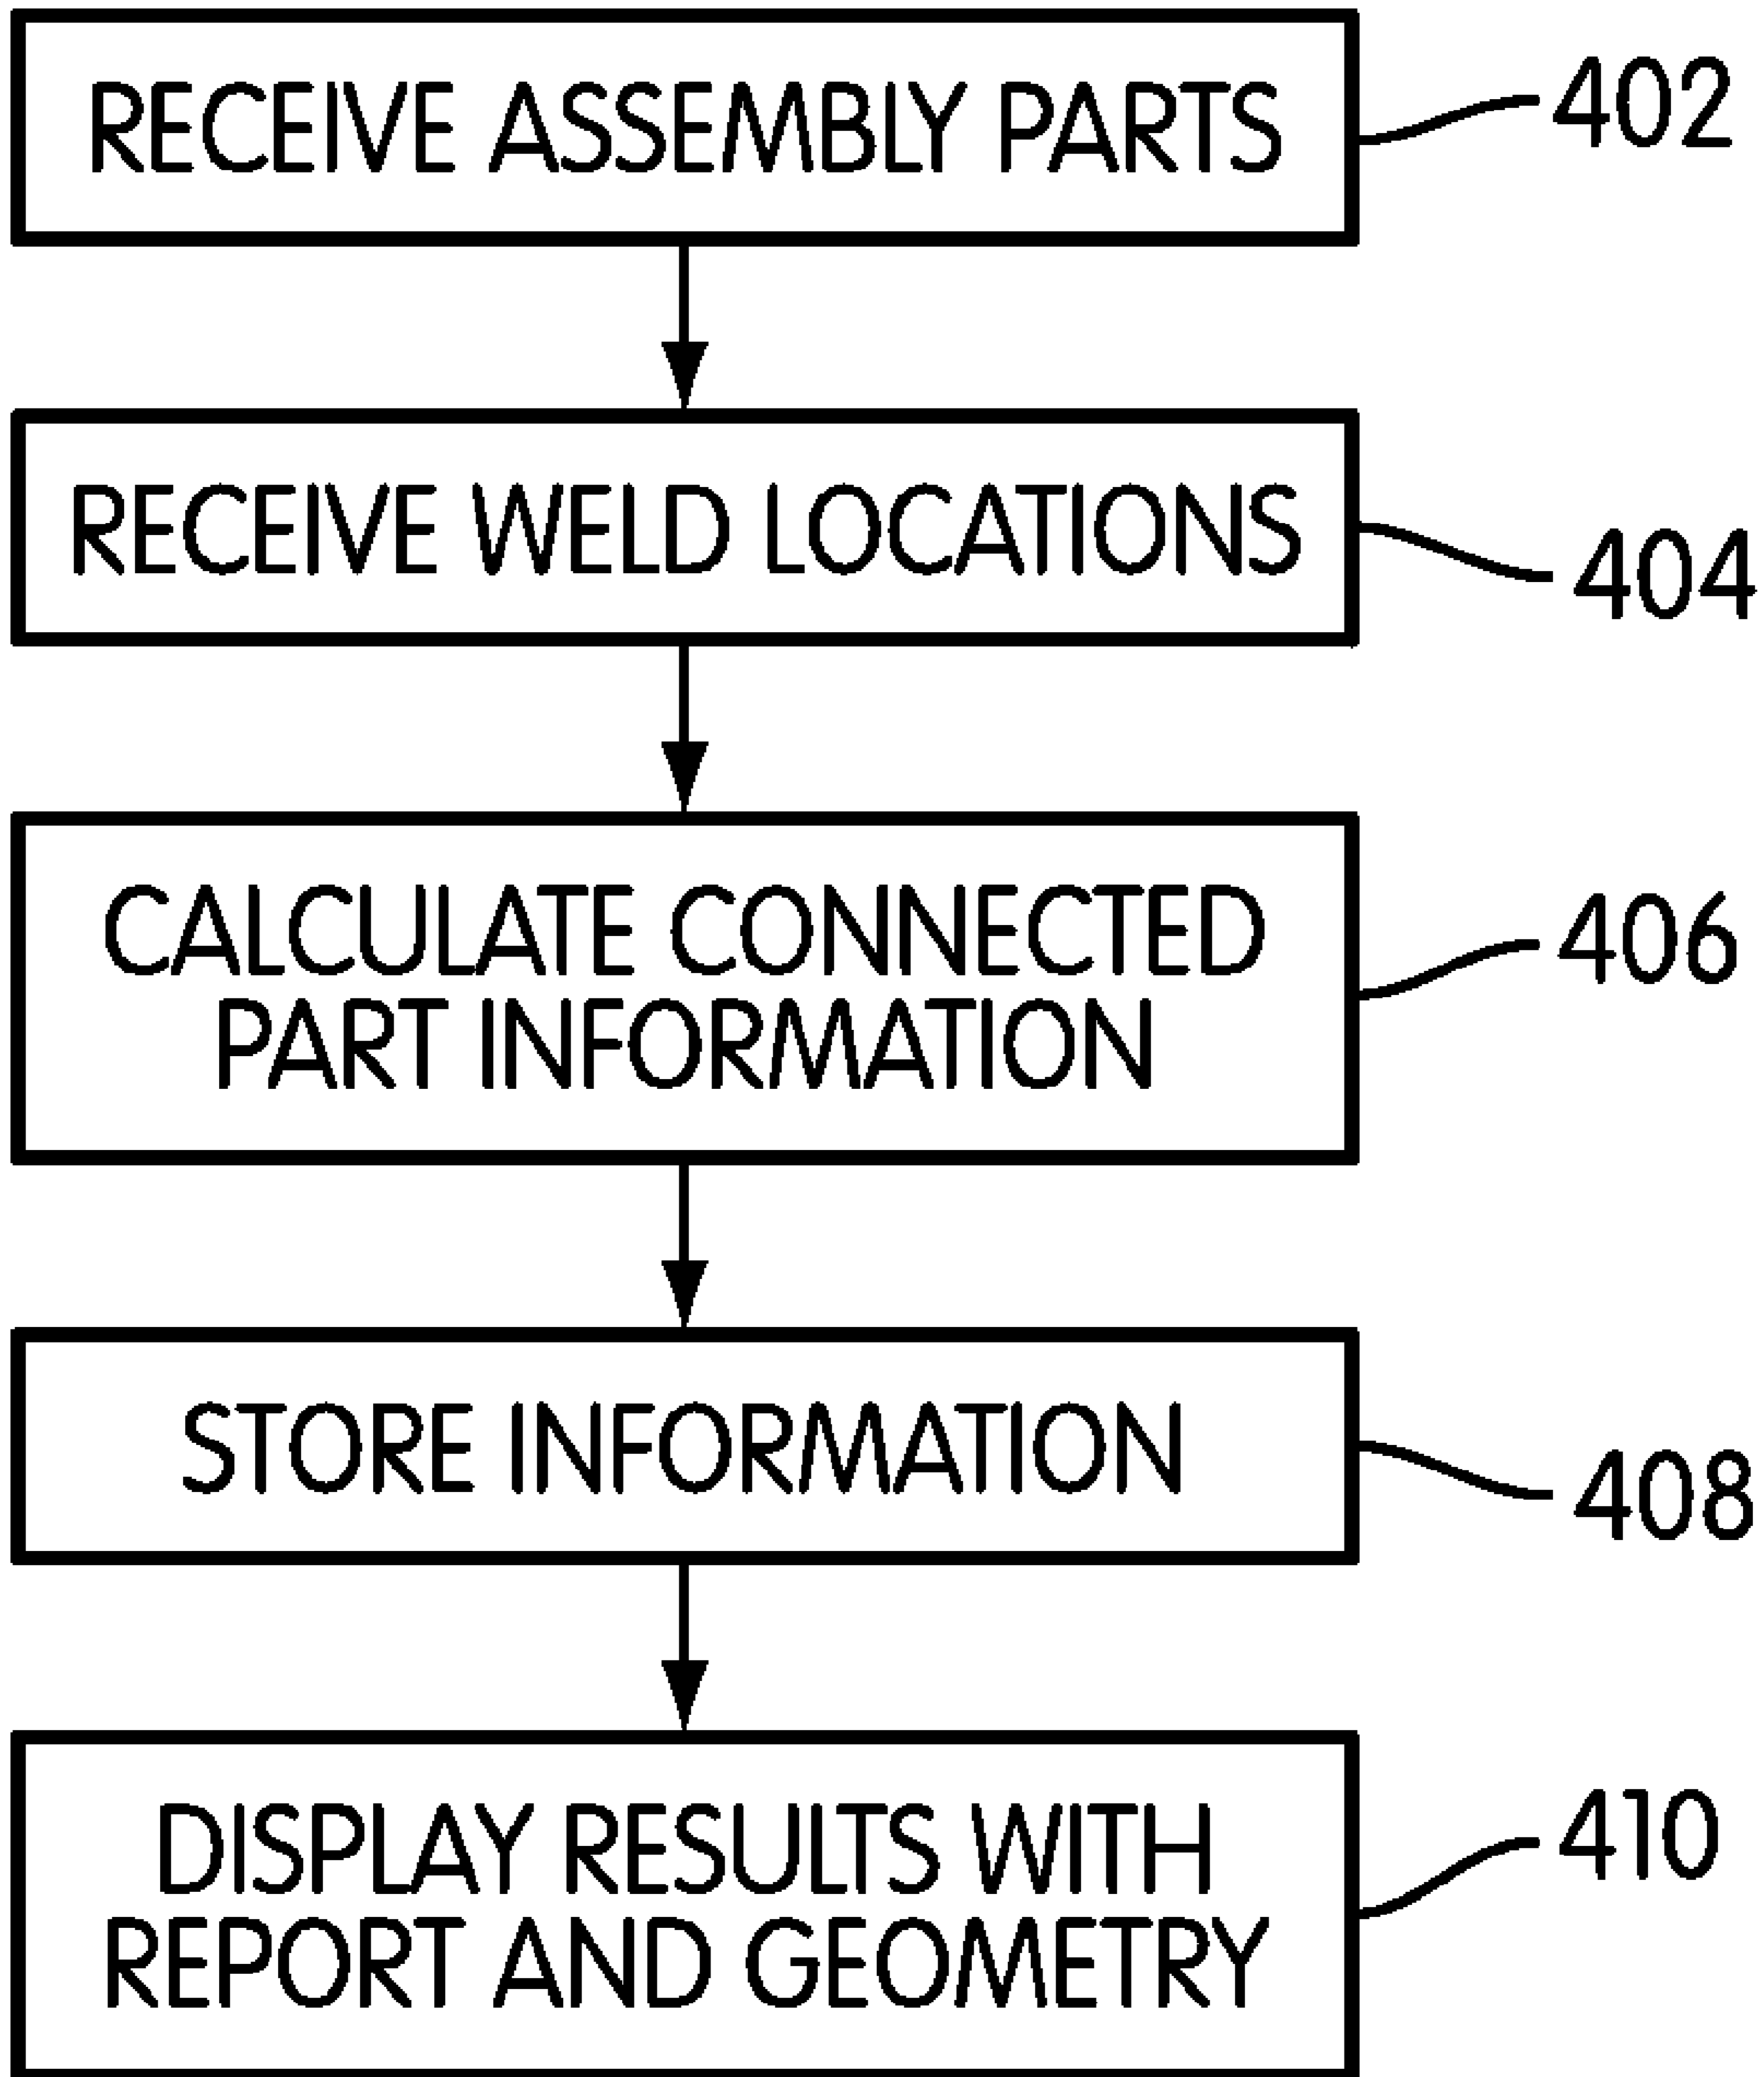 RECEIVE ASSEMBLY PARTS
402
RECEIVE WELD LOCATIONS
404
CALCULATE CONNECTED
PART INFORMATION
406
STORE INFORMATION
408
DISPLAY RESULTS WITH
REPORT AND GEOMETRY
410